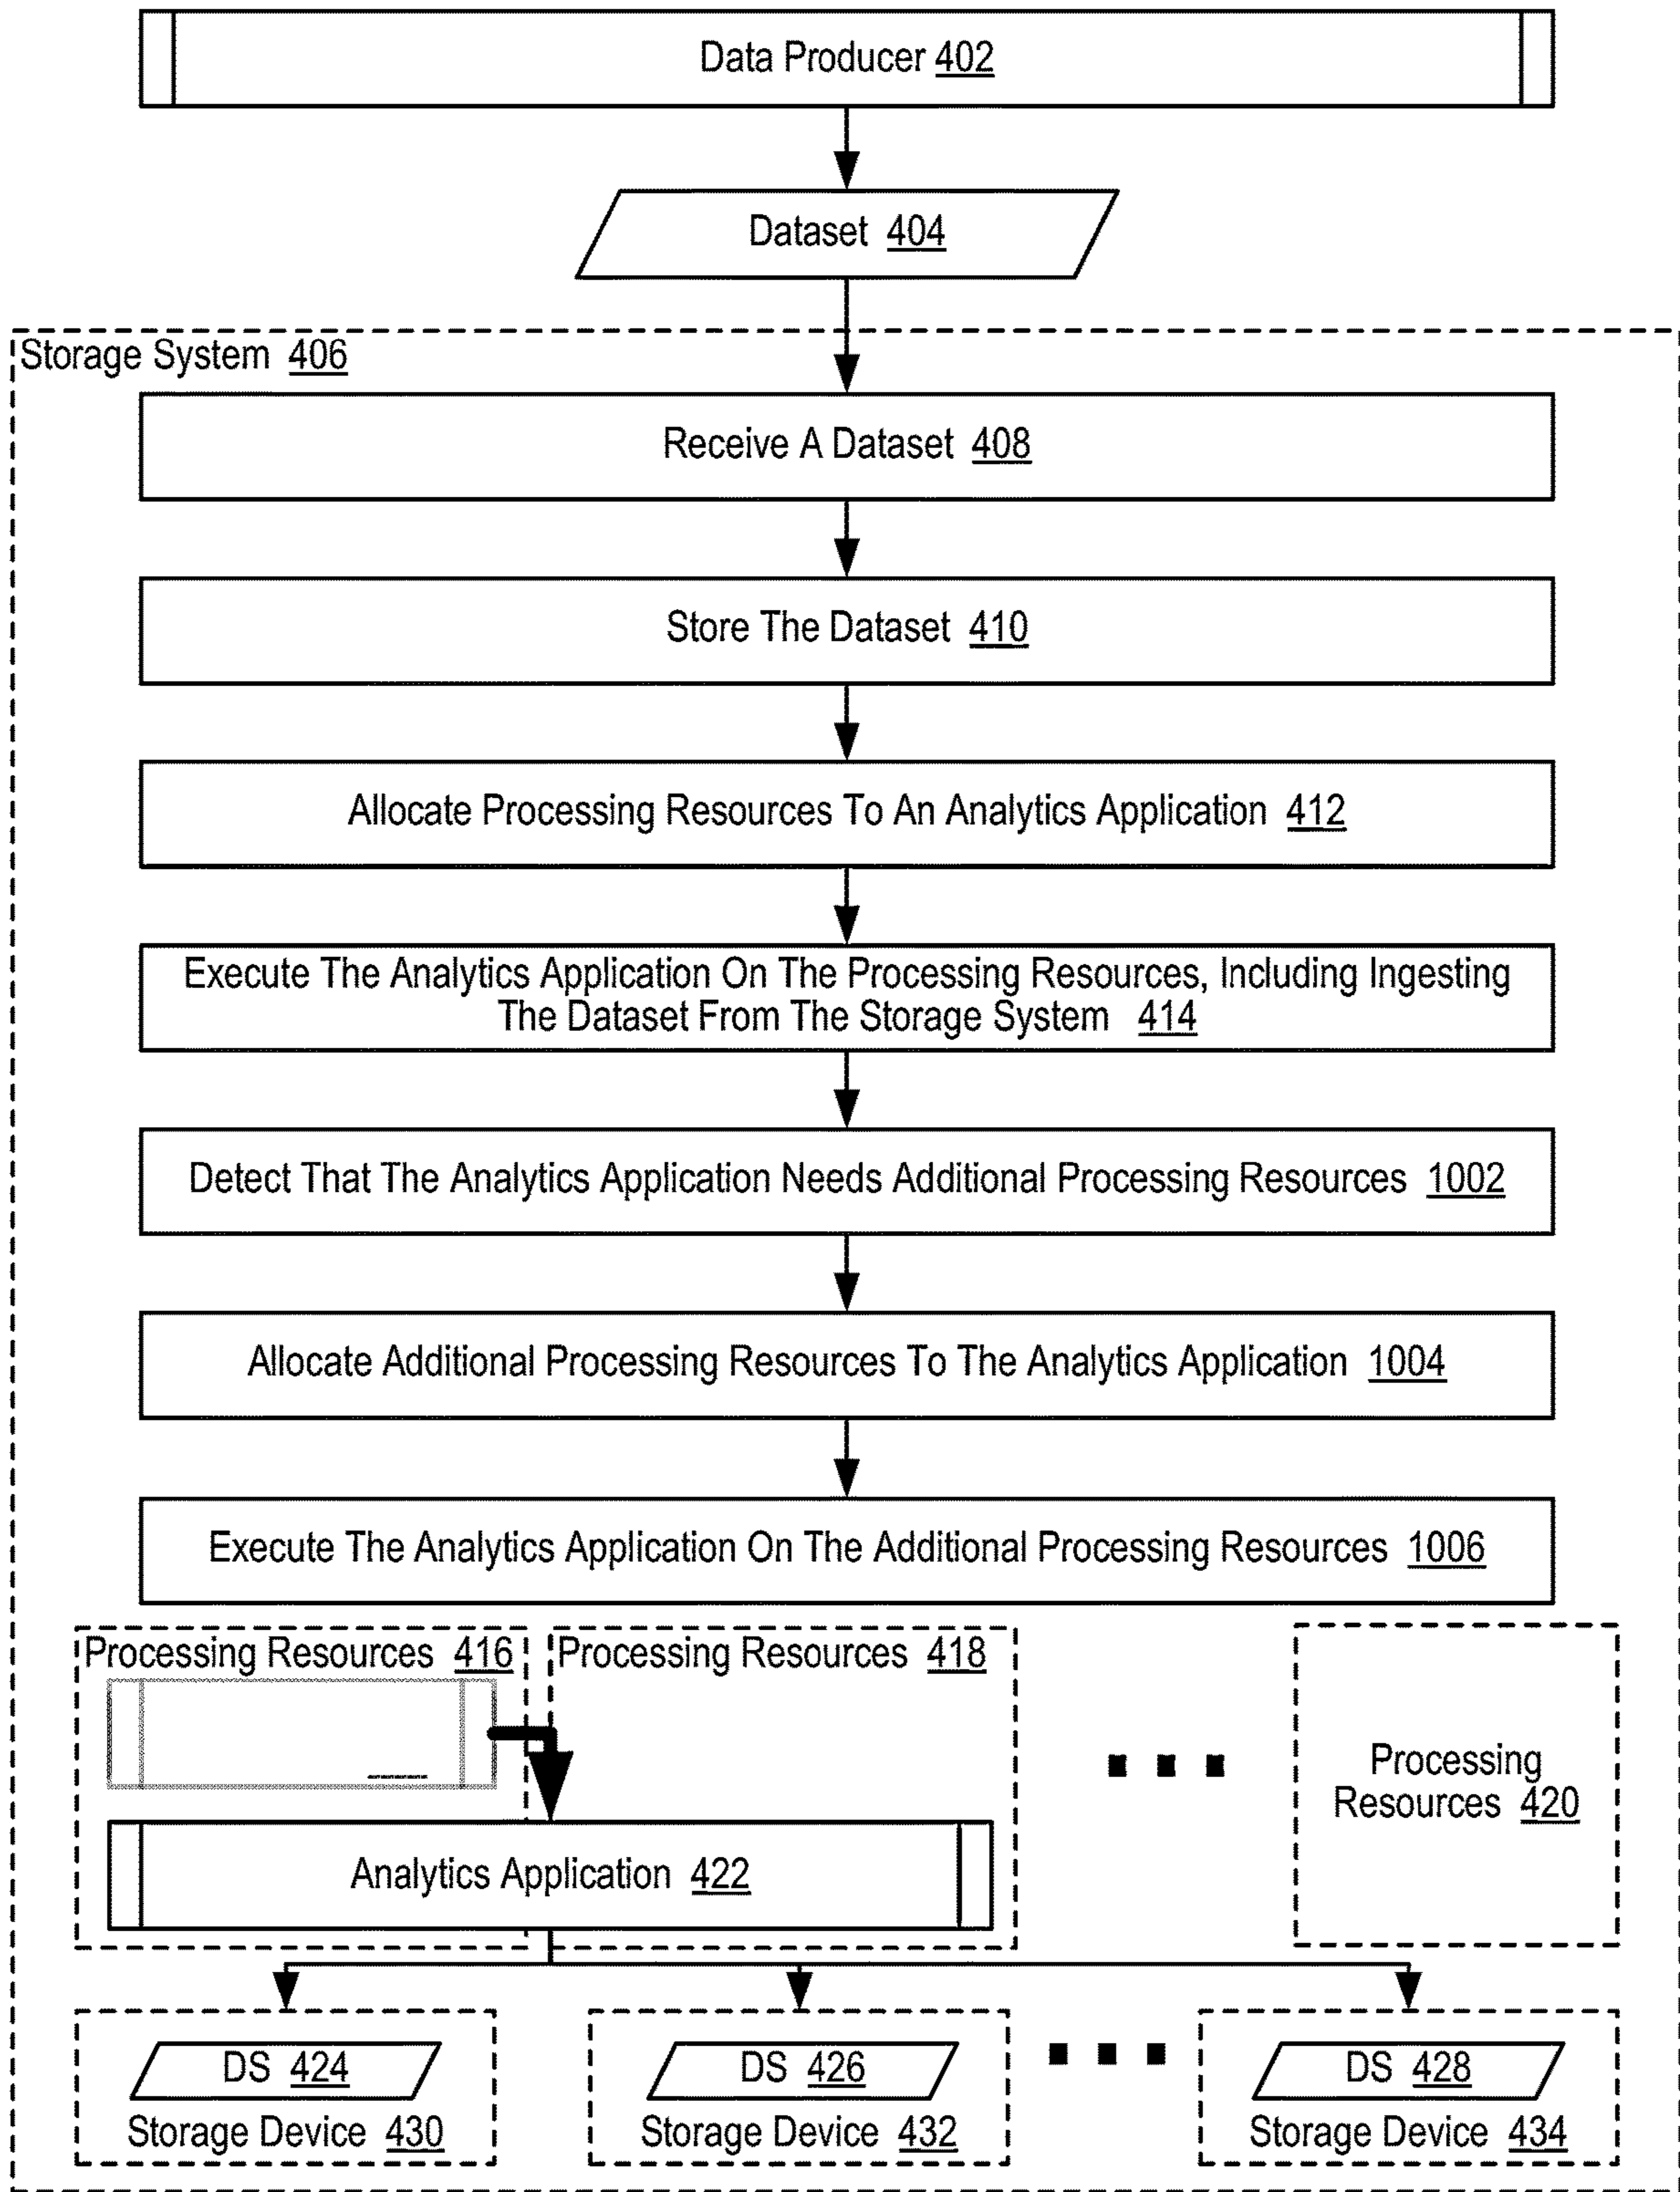 Data Producer 402
Dataset 404
Storage System 406
Receive A Dataset 408
Store The Dataset 410
Allocate Processing Resources To An Analytics Application 412
Execute The Analytics Application On The Processing Resources, Including Ingesting
The Dataset From The Storage System 414
Detect That The Analytics Application Needs Additional Processing Resources 1002
Allocate Additional Processing Resources To The Analytics Application 1004
Execute The Analytics Application On The Additional Processing Resources 1006
Processing Resources 416
Processing Resources 418
Processing
Resources 420
Analytics Application 422
DS 424
Storage Device 430
DS 426
Storage Device 432
DS 428
Storage Device 434